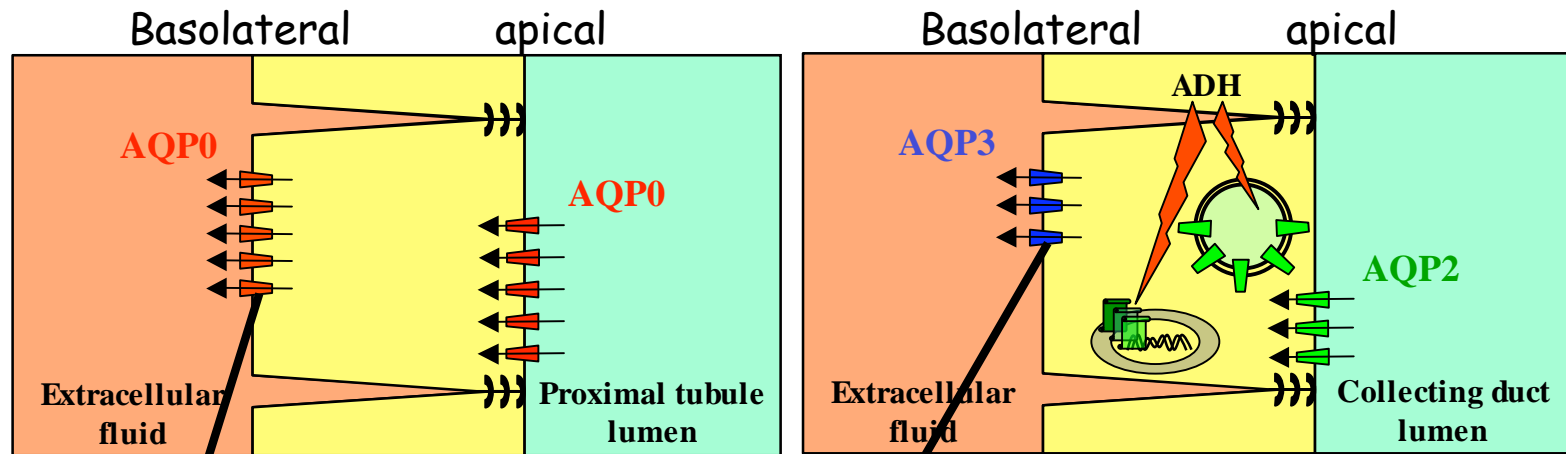 Basolateral apical
AQP0
AQP0
Extracellular
fluid
Proximal tubule
lumen
Basolateral apical
ADH
AQP3
AQP2
Extracellular
fluid
Collecting duct
lumen